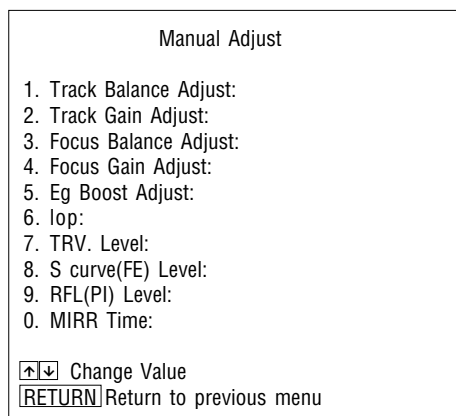 Manual Adjust
1. Track Balance Adjust:
2. Track Gain Adjust:
3. Focus Balance Adjust:
4. Focus Gain Adjust:
5. Eg Boost Adjust:
6. Iop:
7. TRV. Level:
8. S curve(FE) Level:
9. RFL(PI) Level:
0. MIRR Time:
↑↓ Change Value
RETURN Return to previous menu